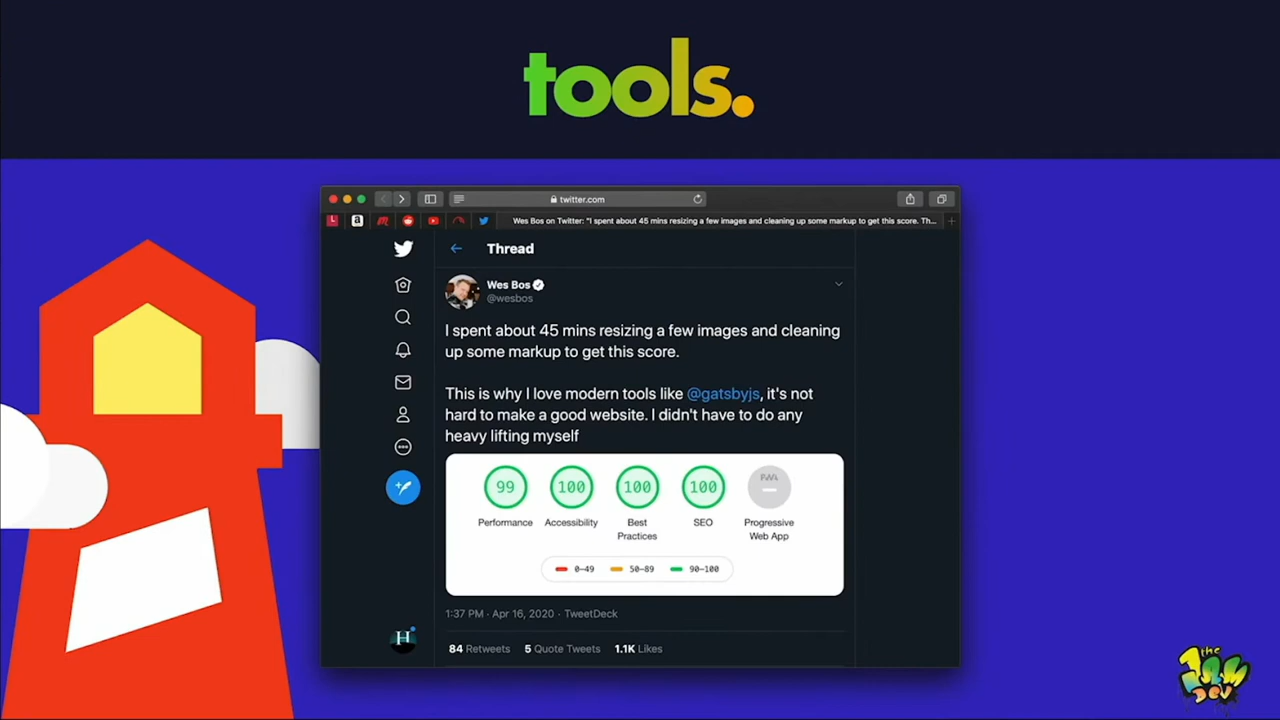 tools.
twitter.com
Wes Bos on Twitter: "I spent about 45 mins resizing a few images and cleaning up some markup to get this score. Th...
Thread
Wes Bos
@wesbos
I spent about 45 mins resizing a few images and cleaning
up some markup to get this score.
This is why I love modern tools like @gatsbyjs, it's not
hard to make a good website. I didn't have to do any
heavy lifting myself
99 100 100 100 PWA
Performance Accessibility Best SEO Progressive
Practices Web App
0–49 50–89 90–100
1:37 PM · Apr 16, 2020 · TweetDeck
84 Retweets 5 Quote Tweets 1.1K Likes
H
the
JAM
DEV